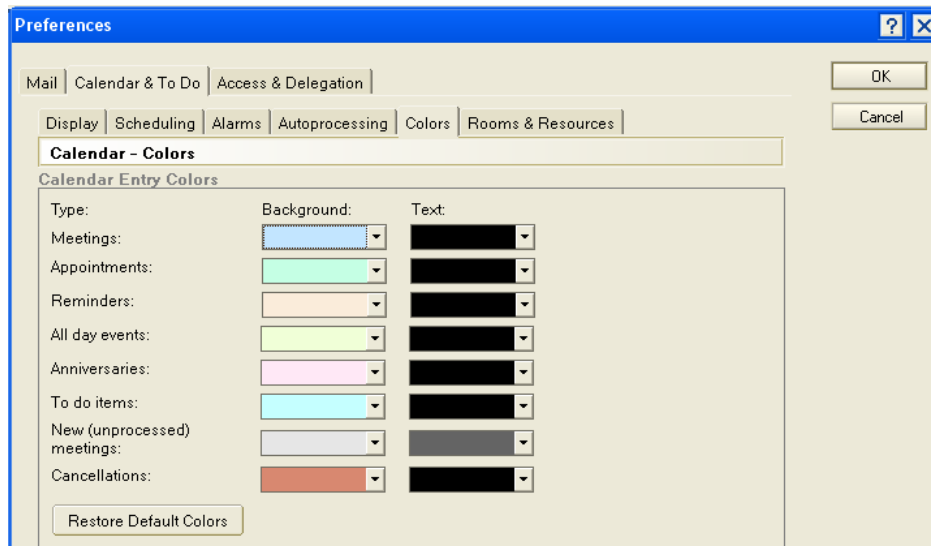 Preferences
?
Mail Calendar & To Do Access & Delegation
OK
Display Scheduling Alarms Autoprocessing Colors Rooms & Resources
Cancel
Calendar - Colors
Calendar Entry Colors
Type: Background: Text:
Meetings:
Appointments:
Reminders:
All day events:
Anniversaries:
To do items:
New (unprocessed)
meetings:
Cancellations:
Restore Default Colors